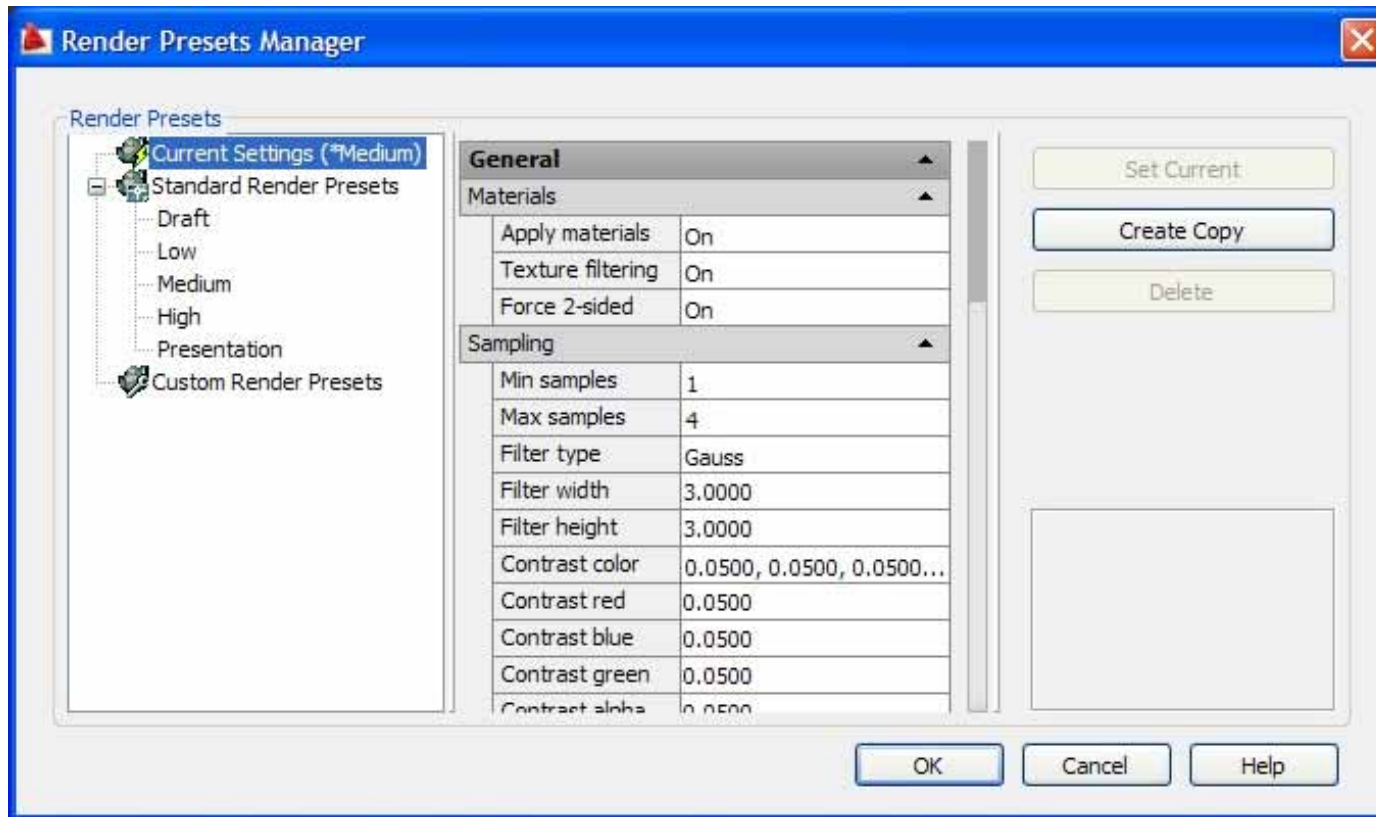 Render Presets Manager
Render Presets
Current Settings (*Medium)
Standard Render Presets
Draft
Low
Medium
High
Presentation
Custom Render Presets
General
Materials
Apply materials On
Texture filtering On
Force 2-sided On
Sampling
Min samples 1
Max samples 4
Filter type Gauss
Filter width 3.0000
Filter height 3.0000
Contrast color 0.0500, 0.0500, 0.0500...
Contrast red 0.0500
Contrast blue 0.0500
Contrast green 0.0500
Contrast alpha 0.0500
Set Current
Create Copy
Delete
OK Cancel Help